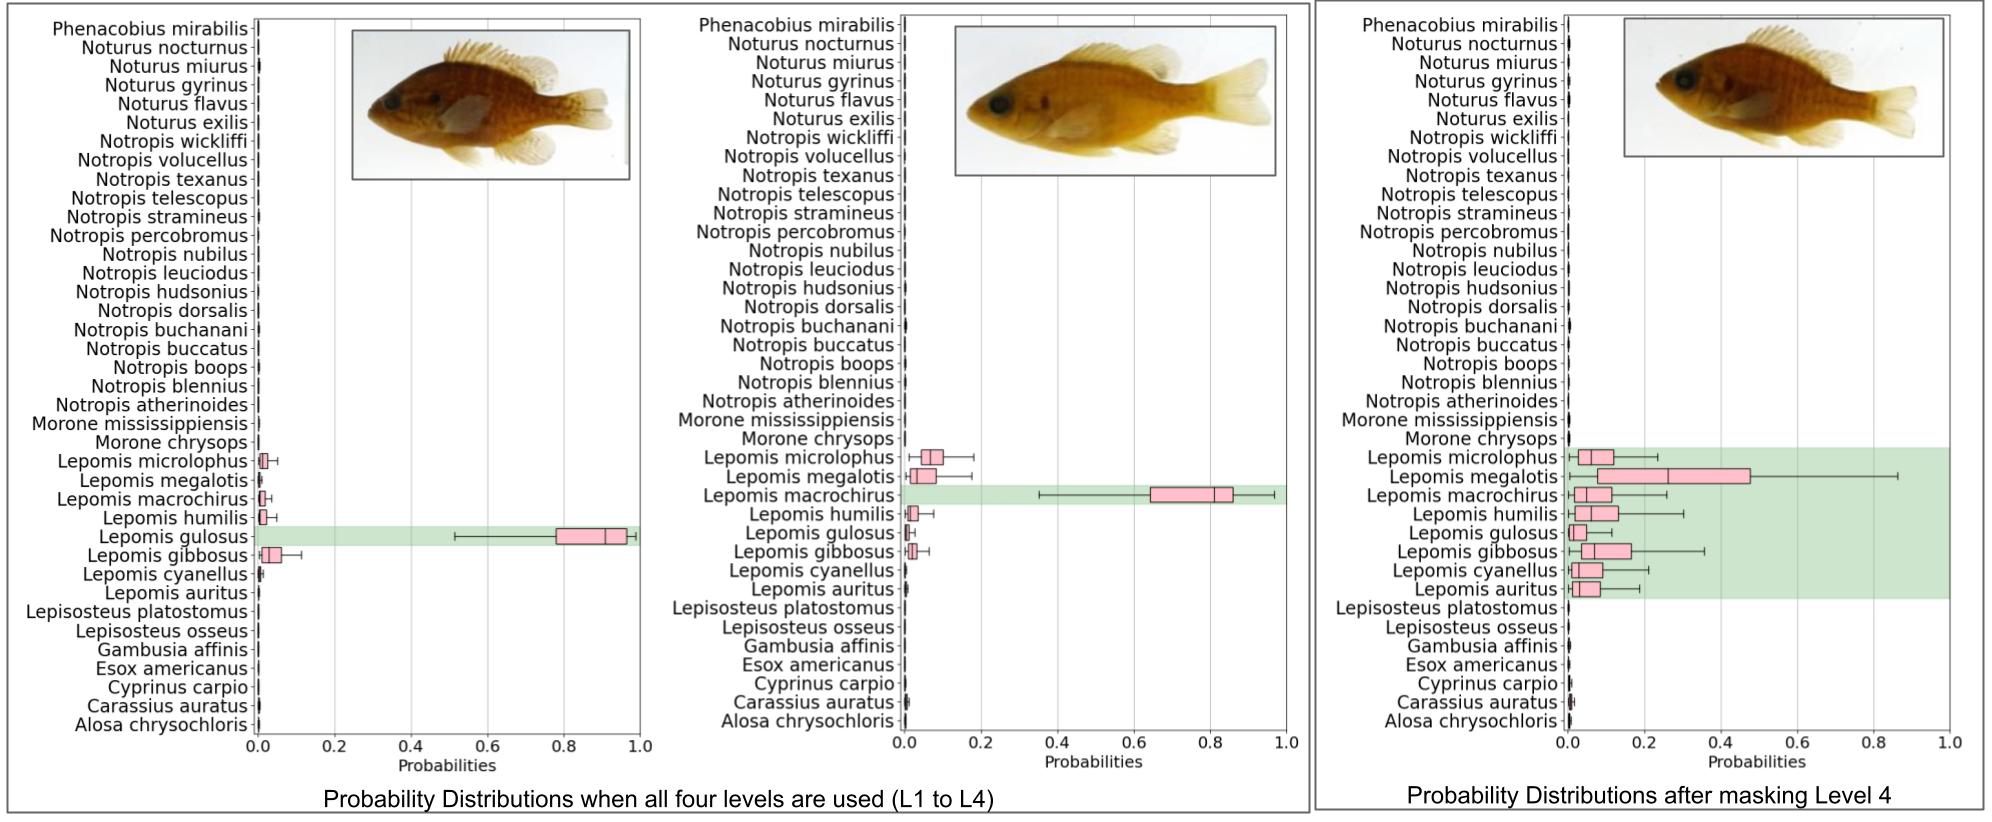 Phenacobius mirabilis
Noturus nocturnus
Noturus miurus
Noturus gyrinus
Noturus flavus
Noturus exilis
Notropis wickliffi
Notropis volucellus
Notropis texanus
Notropis telescopus
Notropis stramineus
Notropis percobromus
Notropis nubilus
Notropis leuciodus
Notropis hudsonius
Notropis dorsalis
Notropis buchanani
Notropis buccatus
Notropis boops
Notropis blennius
Notropis atherinoides
Morone mississippiensis
Morone chrysops
Lepomis microlophus
Lepomis megalotis
Lepomis macrochirus
Lepomis humilis
Lepomis gulosus
Lepomis gibbosus
Lepomis cyanellus
Lepomis auritus
Lepisosteus platostomus
Lepisosteus osseus
Gambusia affinis
Esox americanus
Cyprinus carpio
Carassius auratus
Alosa chrysochloris
0.0 0.2 0.4 0.6 0.8 1.0
Probabilities
Phenacobius mirabilis
Noturus nocturnus
Noturus miurus
Noturus gyrinus
Noturus flavus
Noturus exilis
Notropis wickliffi
Notropis volucellus
Notropis texanus
Notropis telescopus
Notropis stramineus
Notropis percobromus
Notropis nubilus
Notropis leuciodus
Notropis hudsonius
Notropis dorsalis
Notropis buchanani
Notropis buccatus
Notropis boops
Notropis blennius
Notropis atherinoides
Morone mississippiensis
Morone chrysops
Lepomis microlophus
Lepomis megalotis
Lepomis macrochirus
Lepomis humilis
Lepomis gulosus
Lepomis gibbosus
Lepomis cyanellus
Lepomis auritus
Lepisosteus platostomus
Lepisosteus osseus
Gambusia affinis
Esox americanus
Cyprinus carpio
Carassius auratus
Alosa chrysochloris
0.0 0.2 0.4 0.6 0.8 1.0
Probabilities
Probability Distributions when all four levels are used (L1 to L4)
Phenacobius mirabilis
Noturus nocturnus
Noturus miurus
Noturus gyrinus
Noturus flavus
Noturus exilis
Notropis wickliffi
Notropis volucellus
Notropis texanus
Notropis telescopus
Notropis stramineus
Notropis percobromus
Notropis nubilus
Notropis leuciodus
Notropis hudsonius
Notropis dorsalis
Notropis buchanani
Notropis buccatus
Notropis boops
Notropis blennius
Notropis atherinoides
Morone mississippiensis
Morone chrysops
Lepomis microlophus
Lepomis megalotis
Lepomis macrochirus
Lepomis humilis
Lepomis gulosus
Lepomis gibbosus
Lepomis cyanellus
Lepomis auritus
Lepisosteus platostomus
Lepisosteus osseus
Gambusia affinis
Esox americanus
Cyprinus carpio
Carassius auratus
Alosa chrysochloris
0.0 0.2 0.4 0.6 0.8 1.0
Probabilities
Probability Distributions after masking Level 4